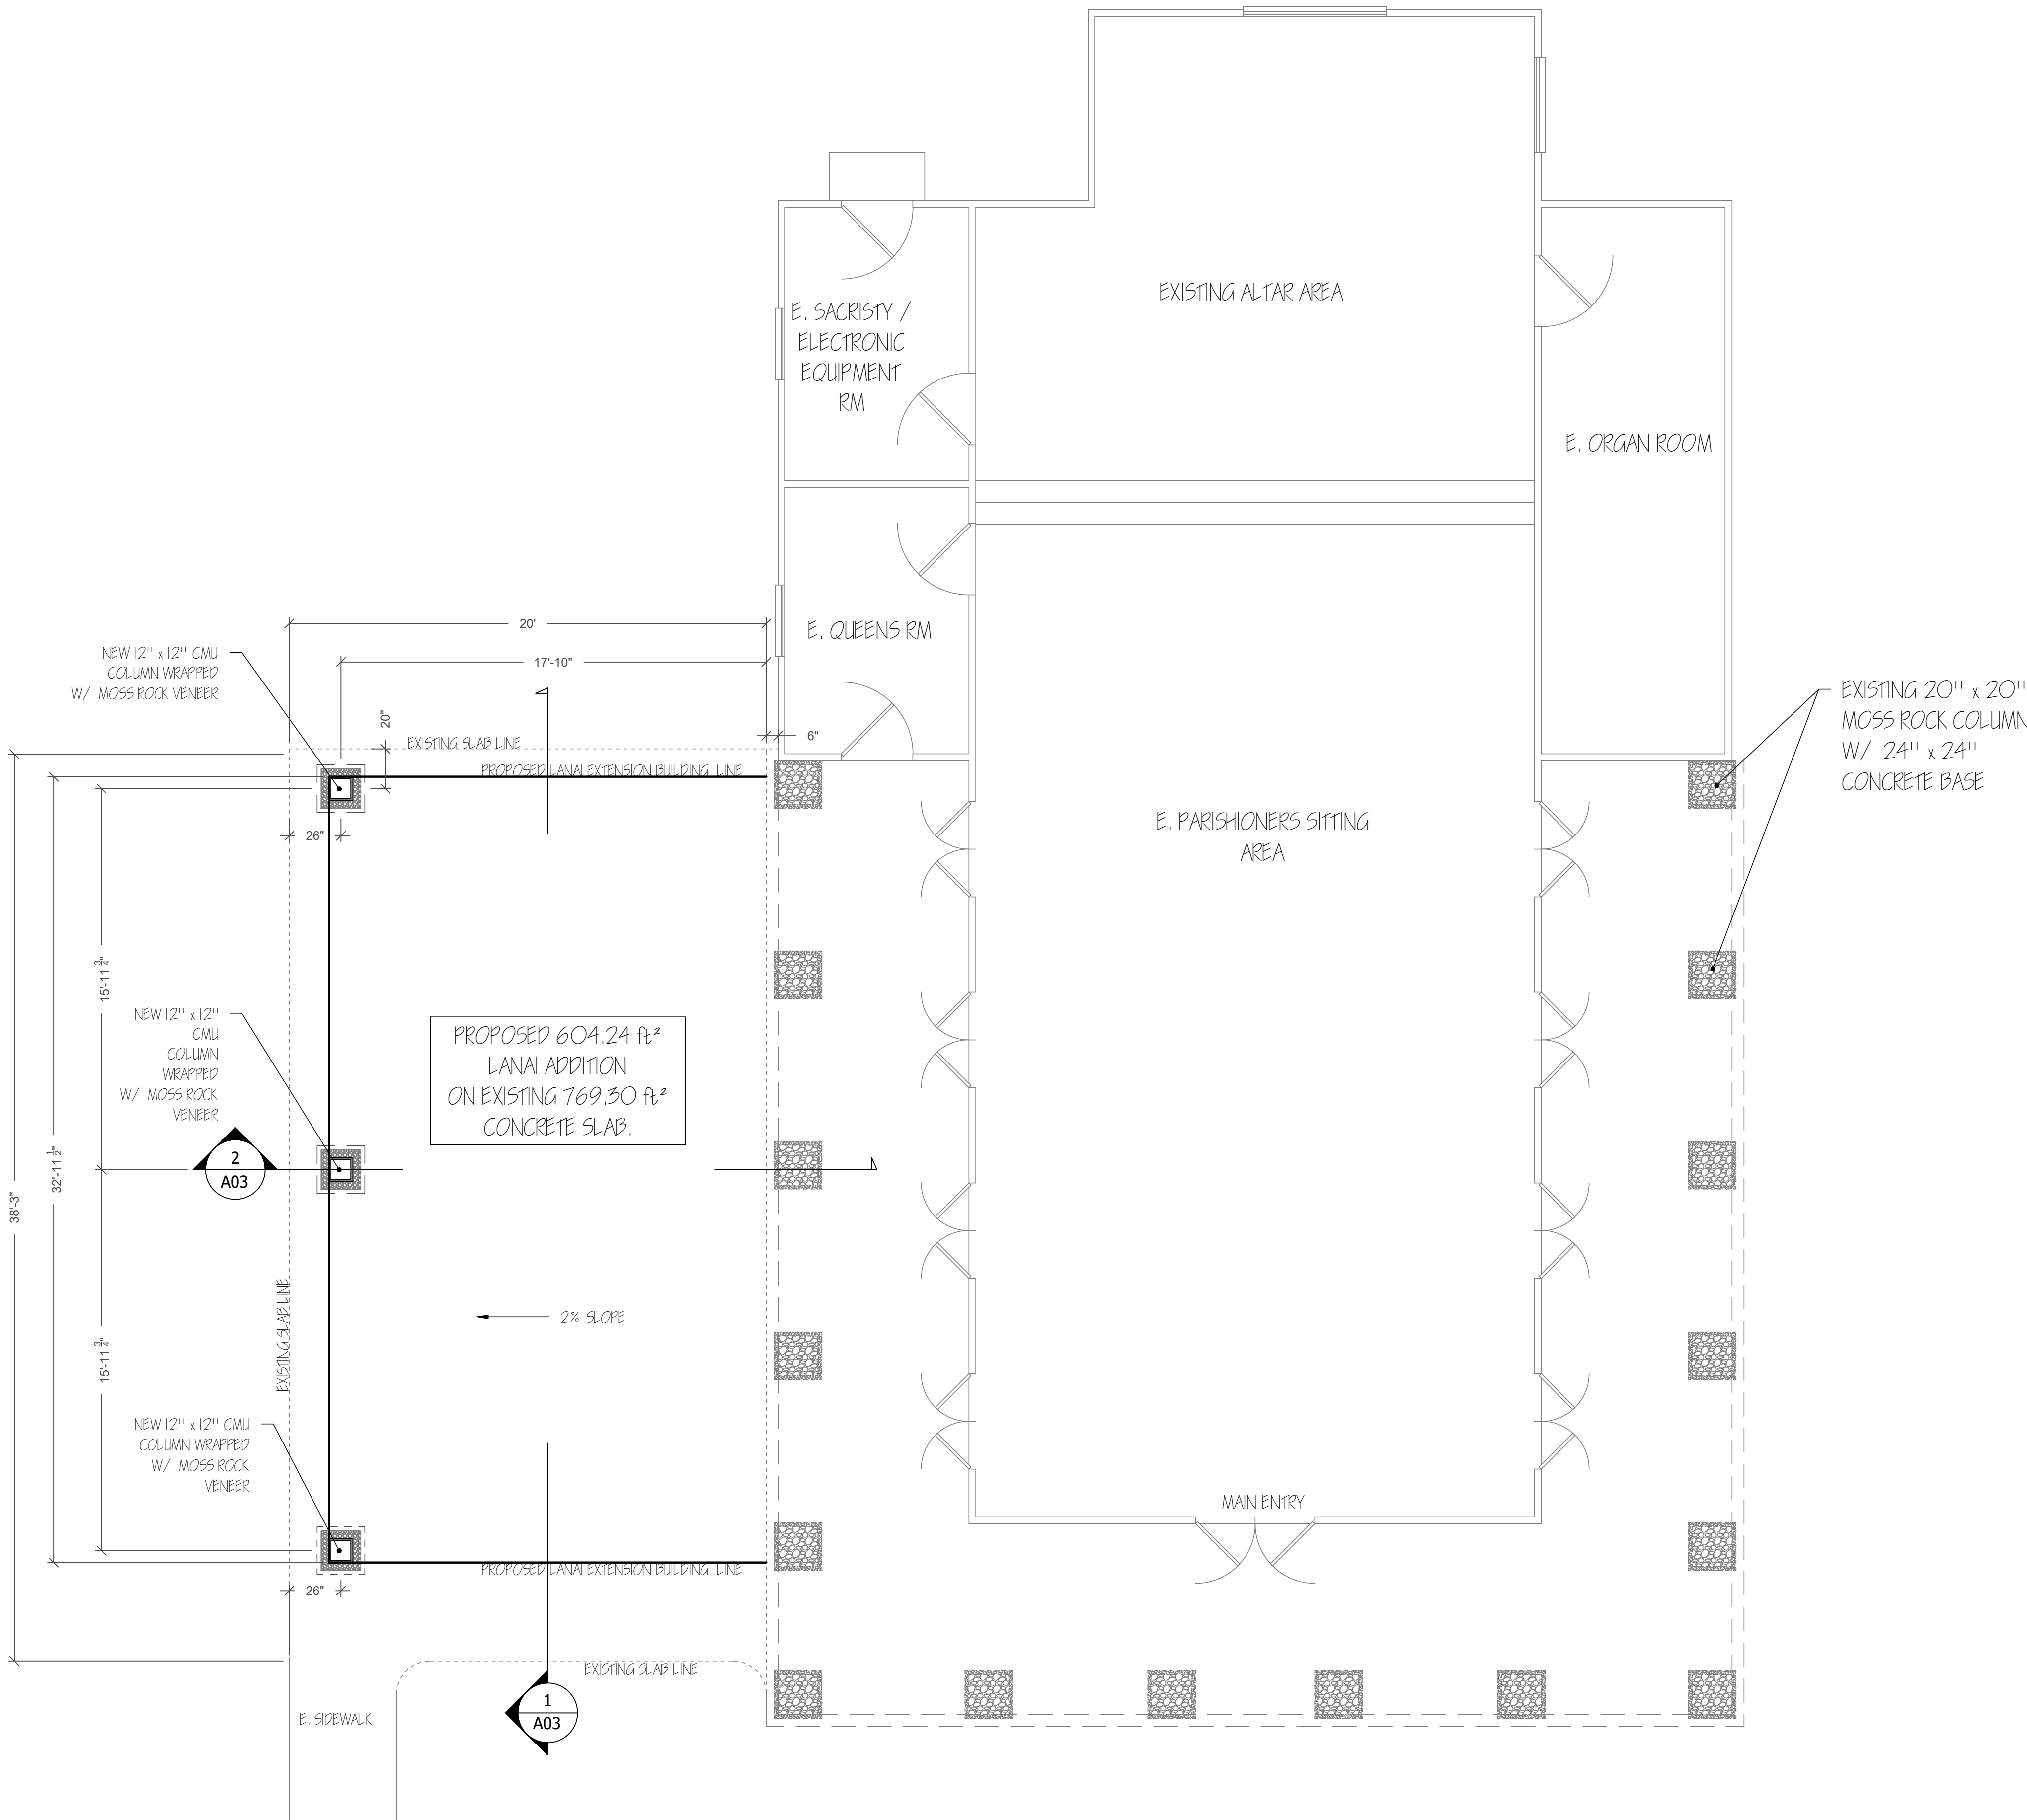 EXISTING ALTAR AREA
E. SACRISTY /
ELECTRONIC
EQUIPMENT
RM
E. ORGAN ROOM
E. QUEENS RM
20'
17'-10"
NEW 12" x 12" CMU
COLUMN WRAPPED
W/ MOSS ROCK VENEER
20"
6"
EXISTING SLAB LINE
PROPOSED LANAI EXTENSION BUILDING LINE
26"
EXISTING 20" x 20"
MOSS ROCK COLUMN
W/ 24" x 24"
CONCRETE BASE
E. PARISHIONERS SITTING
AREA
15'-11 3/4"
NEW 12" x 12"
CMU
COLUMN
WRAPPED
W/ MOSS ROCK
VENEER
PROPOSED 604.24 ft²
LANAI ADDITION
ON EXISTING 769.30 ft²
CONCRETE SLAB.
2
A03
38'-3"
32'-11 1/2"
15'-11 3/4"
EXISTING SLAB LINE
2% SLOPE
NEW 12" x 12" CMU
COLUMN WRAPPED
W/ MOSS ROCK
VENEER
MAIN ENTRY
PROPOSED LANAI EXTENSION BUILDING LINE
26"
EXISTING SLAB LINE
E. SIDEWALK
1
A03